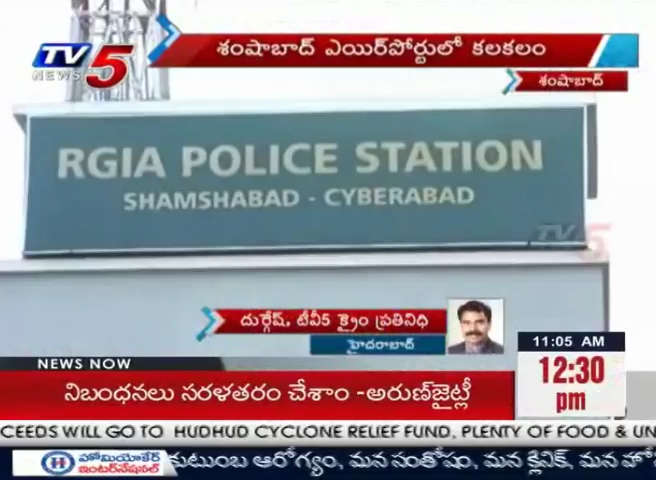 TV5
NEWS
శంషాబాద్ ఎయిర్‌పోర్టులో కలకలం
శంషాబాద్
RGIA POLICE STATION
SHAMSHABAD - CYBERABAD
TV5
దుర్గేష్, టీవీ5 క్రైం ప్రతినిధి
హైదరాబాద్
NEWS NOW
11:05 AM
నిబంధనలు సరళతరం చేశాం -అరుణ్‌జైట్లీ
12:30
pm
CEEDS WILL GO TO HUDHUD CYCLONE RELIEF FUND, PLENTY OF FOOD & UN
హోమియోకేర్
ఇంటర్నేషనల్
కుటుంబ ఆరోగ్యం, మన సంతోషం, మన క్లినిక్, మన హో